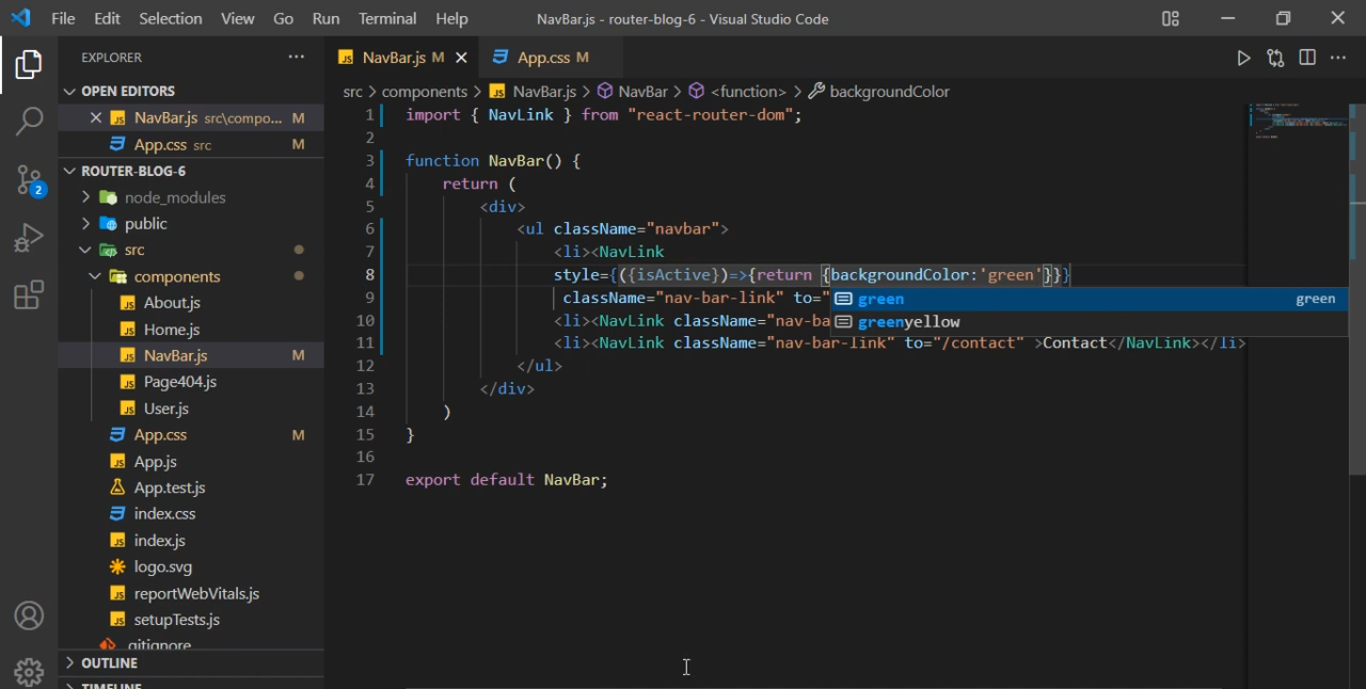 File Edit Selection View Go Run Terminal Help NavBar.js - router-blog-6 - Visual Studio Code
EXPLORER
OPEN EDITORS
NavBar.js src\compo... M
App.css src M
ROUTER-BLOG-6
node_modules
public
src
components
About.js
Home.js
NavBar.js M
Page404.js
User.js
App.css M
App.js
App.test.js
index.css
index.js
logo.svg
reportWebVitals.js
setupTests.js
.gitignore
OUTLINE
TIMELINE
2
NavBar.js M App.css M
src > components > NavBar.js > NavBar > <function> > backgroundColor
1 import { NavLink } from "react-router-dom";
2
3 function NavBar() {
4 return (
5 <div>
6 <ul className="navbar">
7 <li><NavLink
8 style={({isActive})=>{return {backgroundColor:'green'}}}
9 className="nav-bar-link" to="
green green
10 <li><NavLink className="nav-ba
greenyellow
11 <li><NavLink className="nav-bar-link" to="/contact" >Contact</NavLink></li>
12 </ul>
13 </div>
14 )
15 }
16
17 export default NavBar;